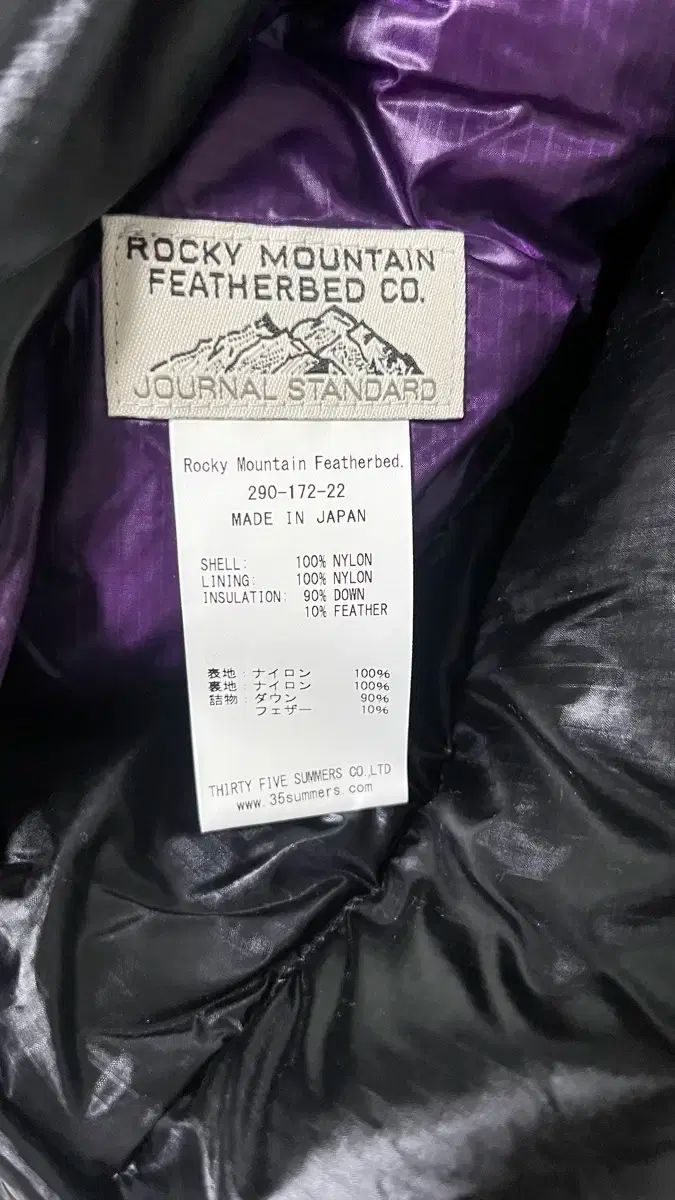 ROCKY MOUNTAIN
FEATHERBED CO.
JOURNAL STANDARD
Rocky Mountain Featherbed.
290-172-22
MADE IN JAPAN
SHELL: 100% NYLON
LINING: 100% NYLON
INSULATION: 90% DOWN
10% FEATHER
表地:ナイロン 100%
裏地:ナイロン 100%
詰物:ダウン 90%
フェザー 10%
THIRTY FIVE SUMMERS CO.,LTD
www.35summers.com